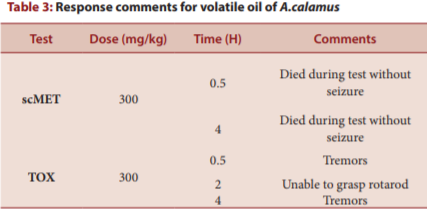 Table 3: Response comments for volatile oil of A.calamus
Test Dose (mg/kg) Time (H) Comments
scMET 300
0.5 Died during test without
seizure
4 Died during test without
seizure
TOX 300
0.5 Tremors
2 Unable to grasp rotarod
4 Tremors